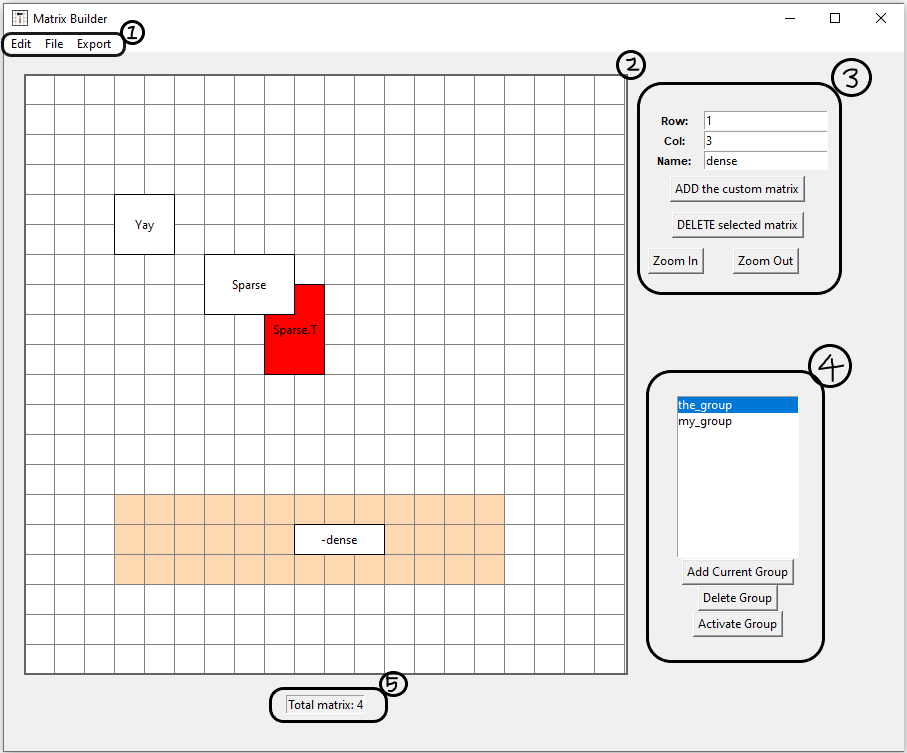 Matrix Builder
Edit File Export
1
2
3
Row: 1
Col: 3
Name: dense
ADD the custom matrix
DELETE selected matrix
Zoom In Zoom Out
Yay
Sparse
Sparse.T
-dense
4
the_group
my_group
Add Current Group
Delete Group
Activate Group
5
Total matrix: 4